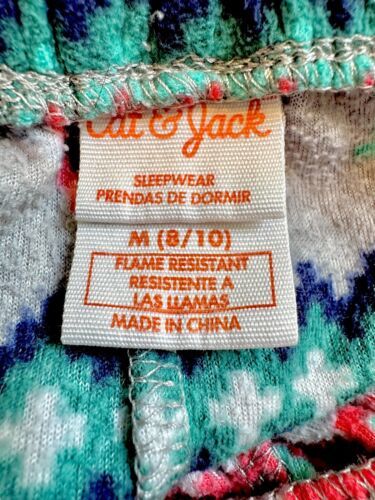 Cat & Jack
SLEEPWEAR
PRENDAS DE DORMIR
M (8/10)
FLAME RESISTANT
RESISTENTE A
LAS LLAMAS
MADE IN CHINA